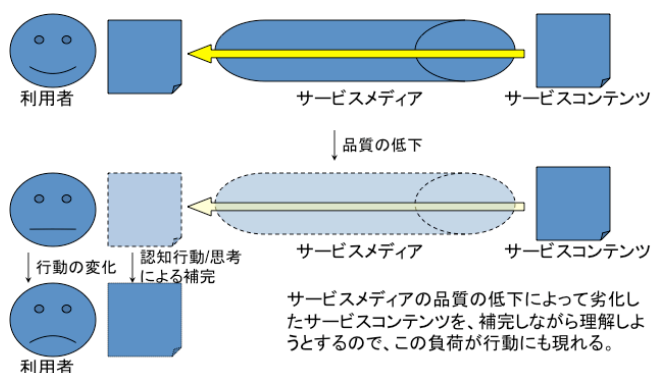 利用者
サービスメディア
サービスコンテンツ
品質の低下
サービスメディア
サービスコンテンツ
行動の変化
認知行動/思考
による補完
サービスメディアの品質の低下によって劣化し
たサービスコンテンツを、補完しながら理解しよ
うとするので、この負荷が行動にも現れる。
利用者